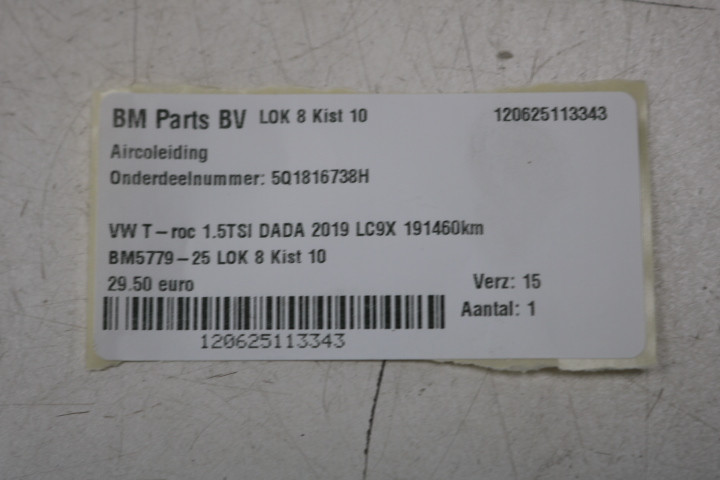 BM Parts BV LOK 8 Kist 10 120625113343
Aircoleiding
Onderdeelnummer: 5Q1816738H
VW T-roc 1.5TSI DADA 2019 LC9X 191460km
BM5779-25 LOK 8 Kist 10
29.50 euro Verz: 15
Aantal: 1
120625113343